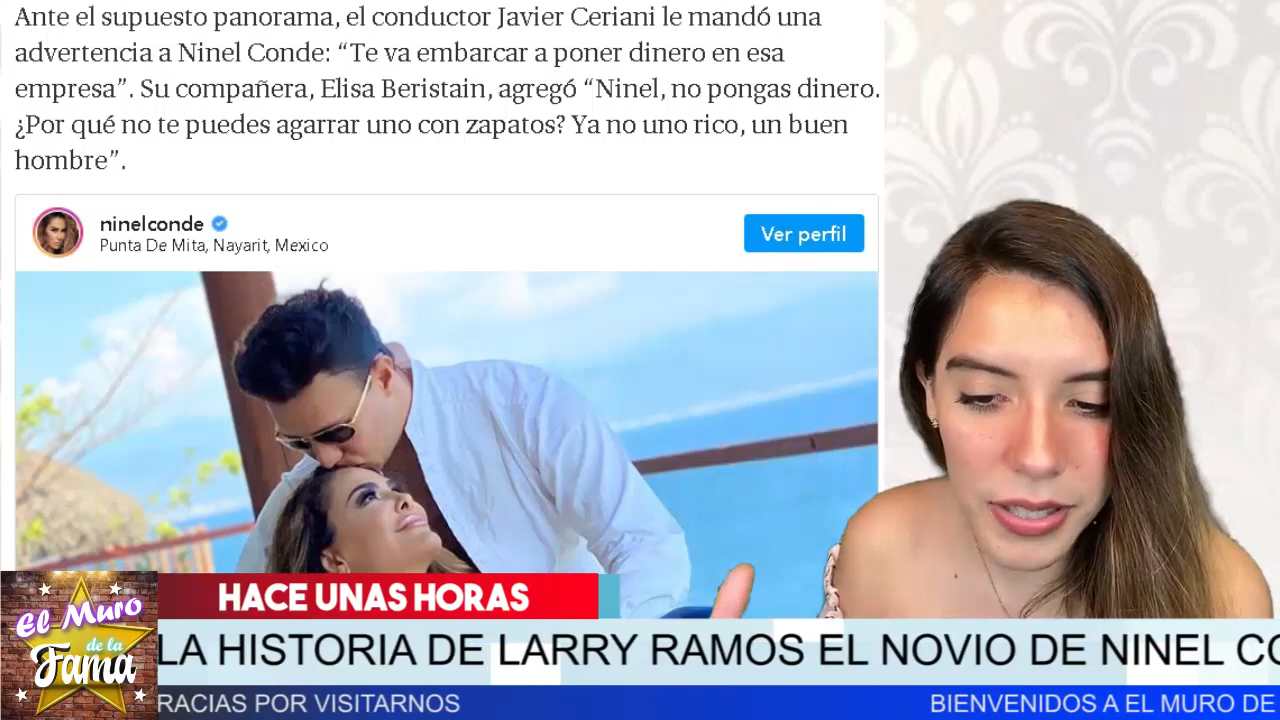 Ante el supuesto panorama, el conductor Javier Ceriani le mandó una
advertencia a Ninel Conde: “Te va embarcar a poner dinero en esa
empresa”. Su compañera, Elisa Beristain, agregó “Ninel, no pongas dinero.
¿Por qué no te puedes agarrar uno con zapatos? Ya no uno rico, un buen
hombre”.
ninelconde
Punta De Mita, Nayarit, Mexico
Ver perfil
HACE UNAS HORAS
El Muro
de la
Fama
LA HISTORIA DE LARRY RAMOS EL NOVIO DE NINEL CO
RACIAS POR VISITARNOS
BIENVENIDOS A EL MURO DE